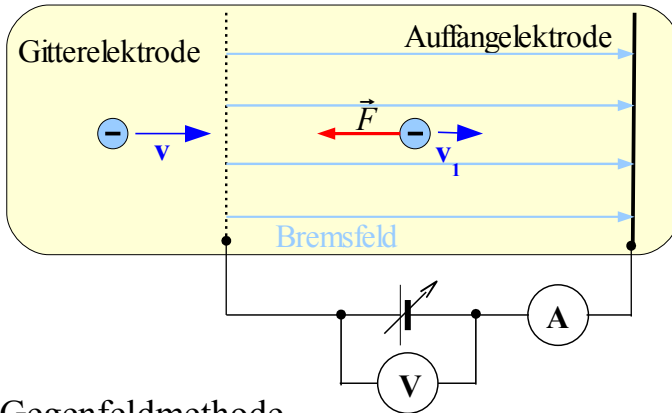 Auffangelektrode
Gitterelektrode
F
v
v1
Bremsfeld
A
V
Gegenfeldmethode